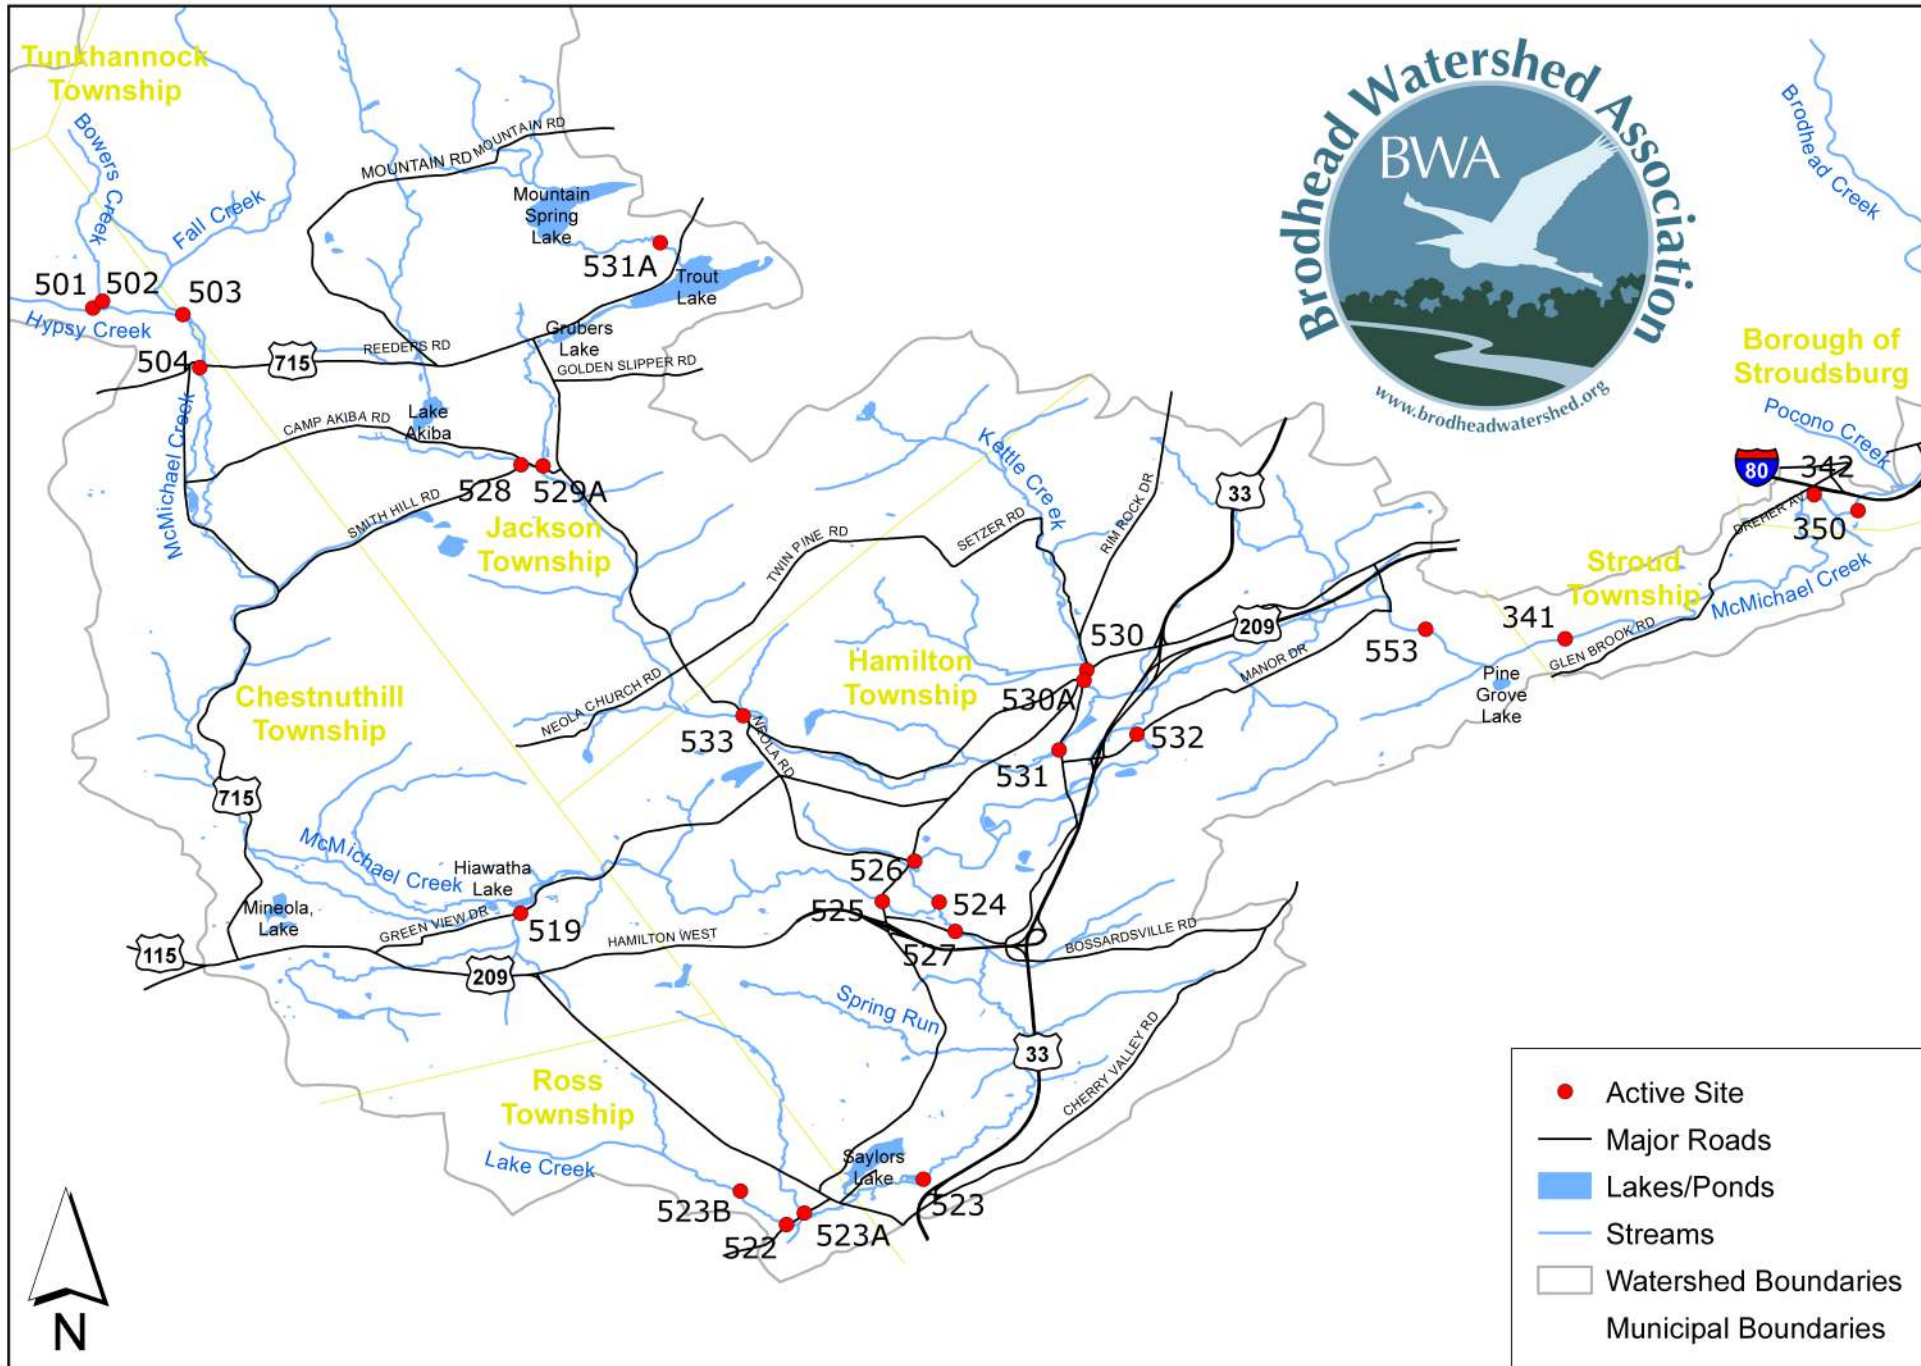 Tunkhannock
Township
Bowers Creek
Fall Creek
MOUNTAIN RD
MOUNTAIN RD
Mountain
Spring
Lake
531A
Trout
Lake
501
502
503
Hypsy Creek
504
715
REEDERS RD
Grubers
Lake
GOLDEN SLIPPER RD
McMichael Creek
CAMP AKIBA RD
Lake
Akiba
528
529A
SMITH HILL RD
Jackson
Township
Brodhead Watershed Association
BWA
www.brodheadwatershed.org
Brodhead Creek
Borough of
Stroudsburg
Pocono Creek
80
342
DREHER AV
350
Stroud
Township
McMichael Creek
341
GLEN BROOK RD
Pine
Grove
Lake
553
Kettle Creek
RIM ROCK DR
33
SETZER RD
TWIN PINE RD
209
530
MANOR DR
Hamilton
Township
530A
NEOLA CHURCH RD
533
NEOLA RD
531
532
Chestnuthill
Township
715
McMichael Creek
Hiawatha
Lake
Mineola,
Lake
GREEN VIEW DR
519
115
209
HAMILTON WEST
526
525
524
527
BOSSARDSVILLE RD
Spring Run
33
CHERRY VALLEY RD
Ross
Township
Lake Creek
Saylors
Lake
523B
522
523A
523
N
Active Site
Major Roads
Lakes/Ponds
Streams
Watershed Boundaries
Municipal Boundaries